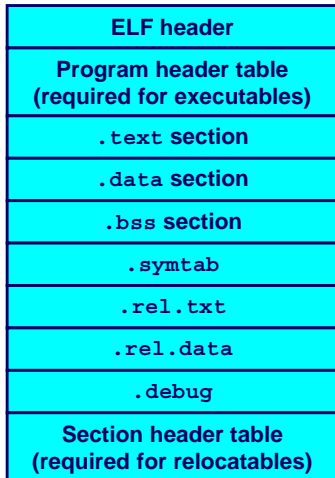 ELF header
Program header table
(required for executables)
.text section
.data section
.bss section
.symtab
.rel.txt
.rel.data
.debug
Section header table
(required for relocatables)